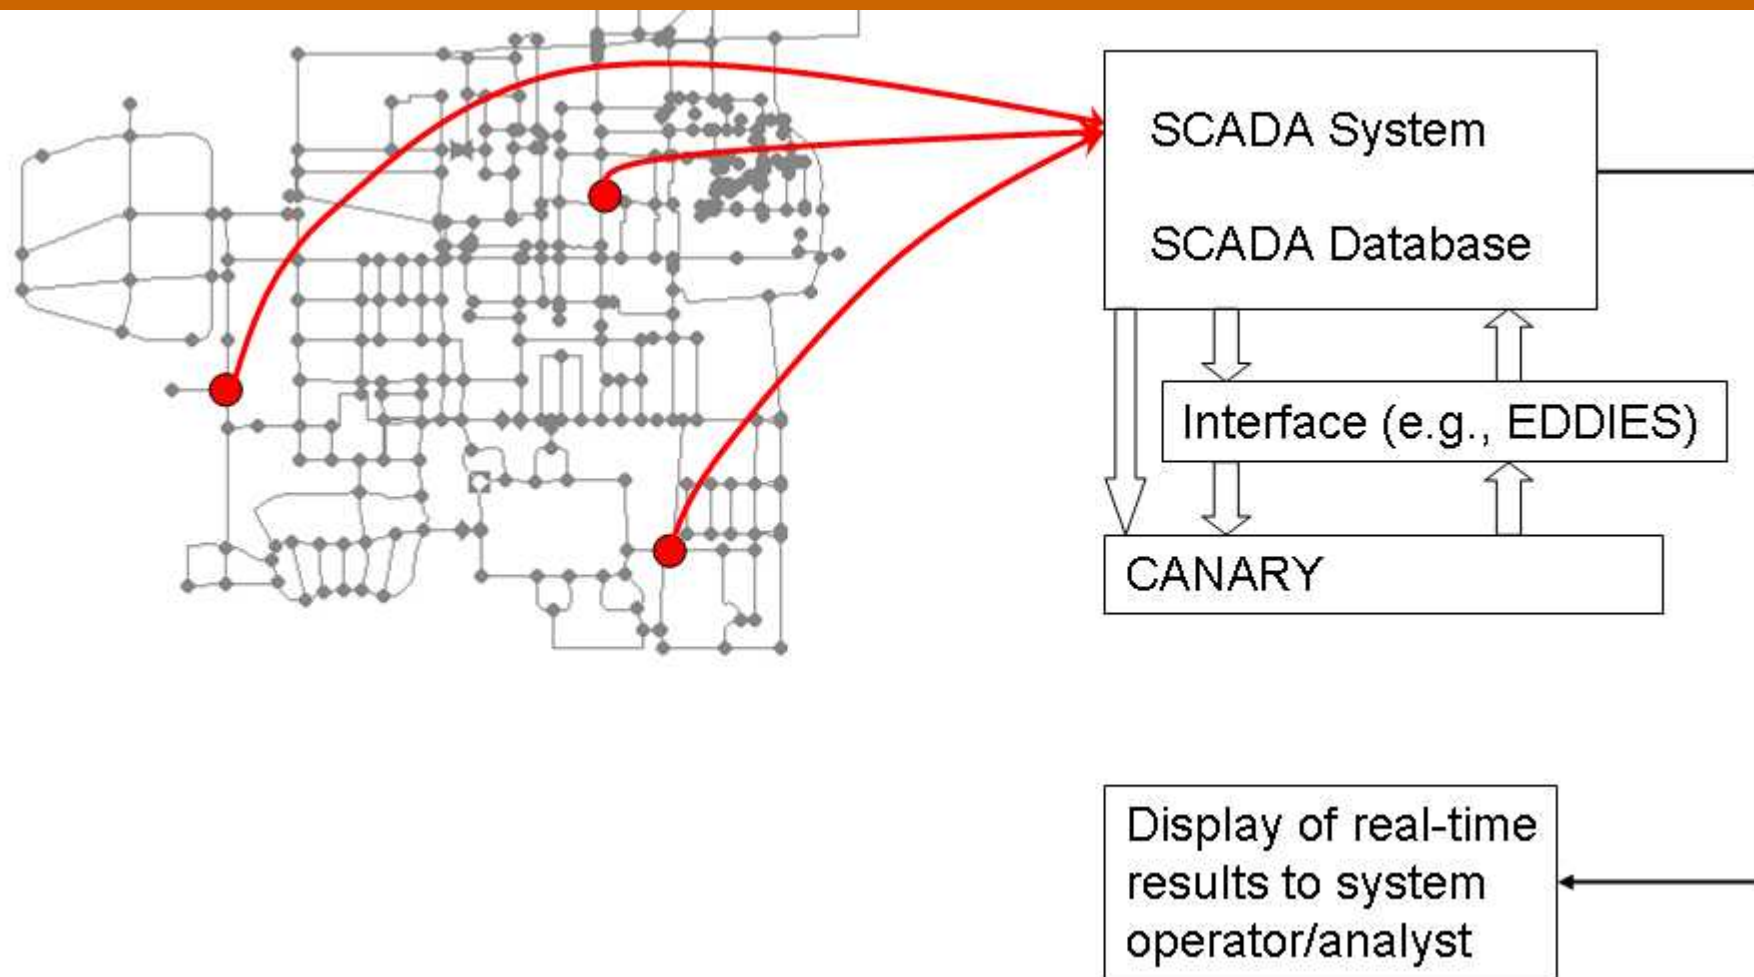 SCADA System
SCADA Database
Interface (e.g., EDDIES)
CANARY
Display of real-time
results to system
operator/analyst